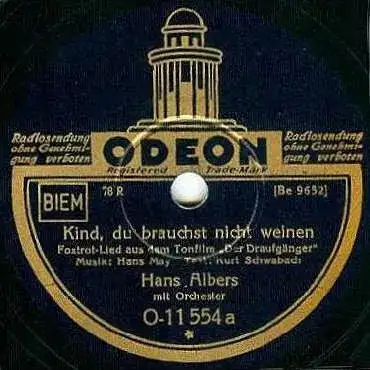 Radiosendung
ohne Genehmi-
gung verboten
ODEON
Radiosendung
ohne Genehmi-
gung verboten
Registered Trade-Mark
BIEM
78 R
[Be 9652]
Kind, du brauchst nicht weinen
Foxtrot-Lied aus dem Tonfilm „Der Draufgänger“
Musik: Hans May Text: Kurt Schwabach
Hans Albers
mit Orchester
O-11 554 a
*